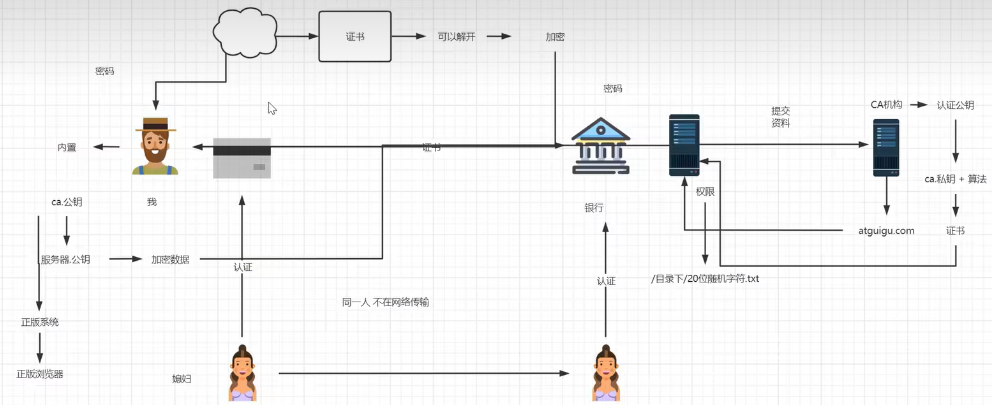 证书
可以解开
加密
密码
密码
CA机构
认证公钥
提交
资料
内置
证书
ca.私钥 + 算法
权限
ca.公钥
我
银行
atguigu.com
证书
服务器.公钥
加密数据
认证
认证
/目录下/20位随机字符.txt
同一人 不在网络传输
正版系统
正版浏览器
媳妇